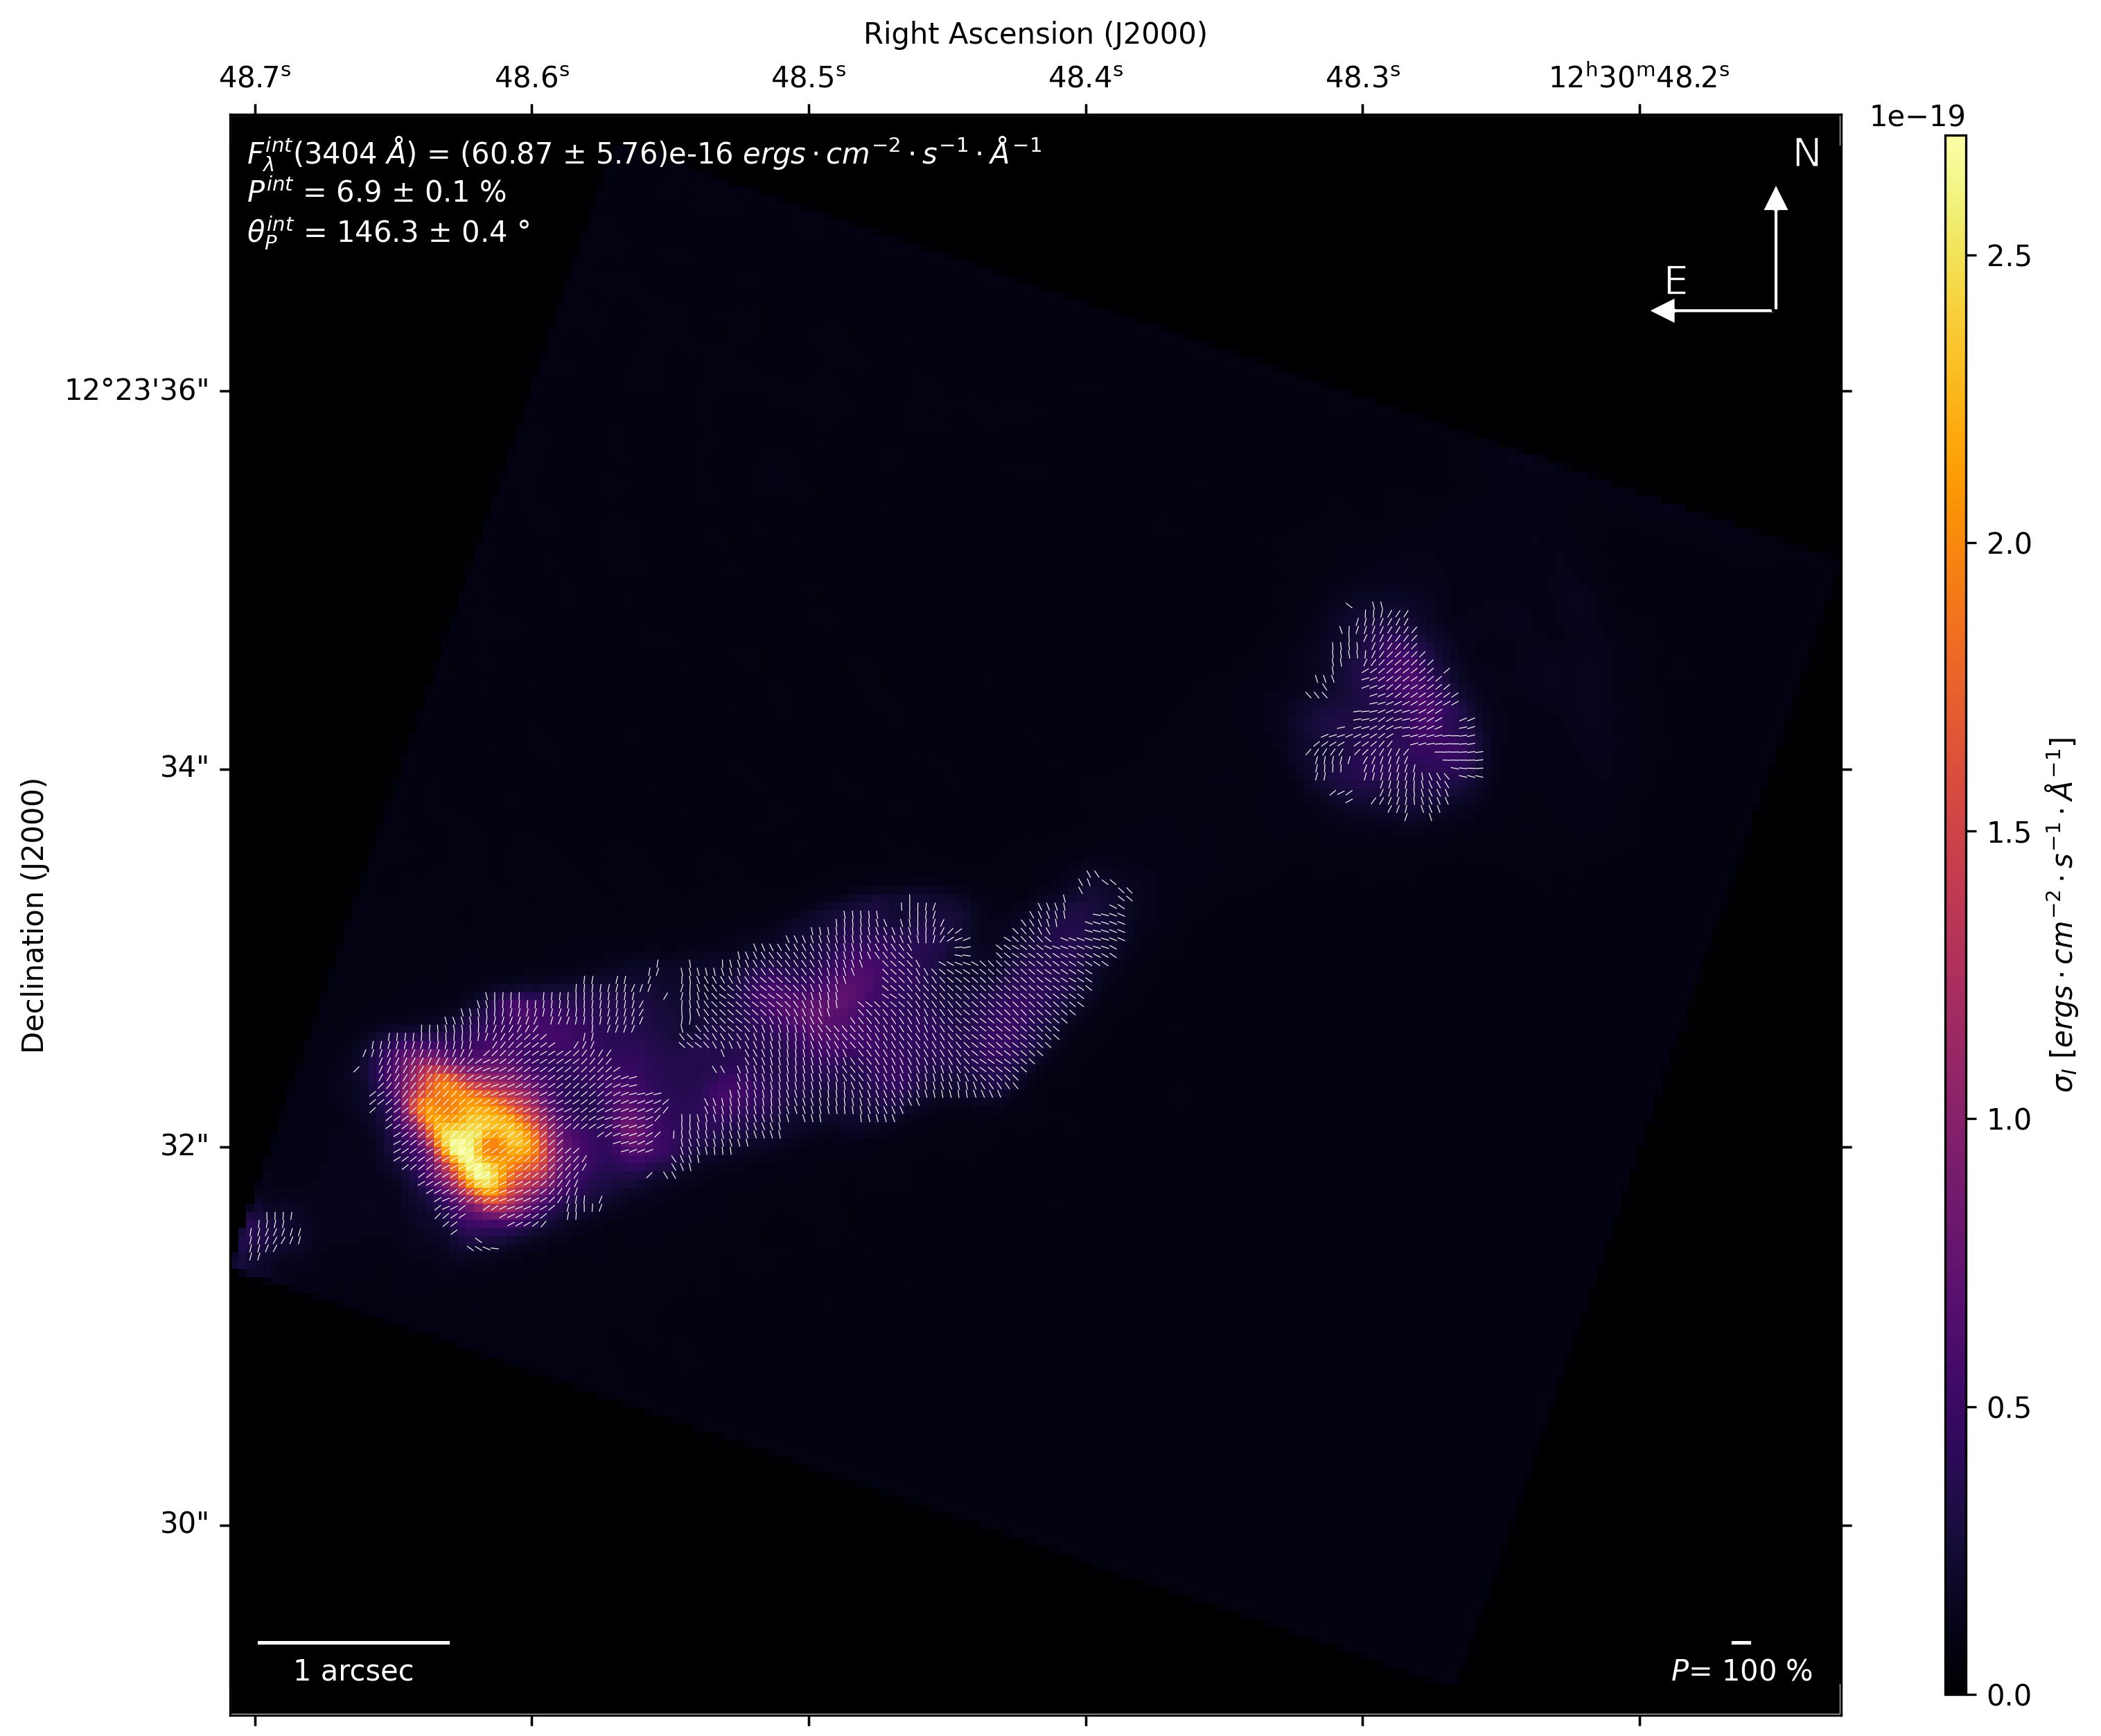 Right Ascension (J2000)
48.7ˢ 48.6ˢ 48.5ˢ 48.4ˢ 48.3ˢ 12ʰ30ᵐ48.2ˢ
1e−19
F_λ^int(3404 Å) = (60.87 ± 5.76)e-16 ergs · cm⁻² · s⁻¹ · Å⁻¹
P^int = 6.9 ± 0.1 %
θ_P^int = 146.3 ± 0.4 °
N
E
12°23'36"
34"
32"
30"
Declination (J2000)
2.5
2.0
1.5
1.0
0.5
0.0
σ_I [ergs · cm⁻² · s⁻¹ · Å⁻¹]
1 arcsec
P= 100 %